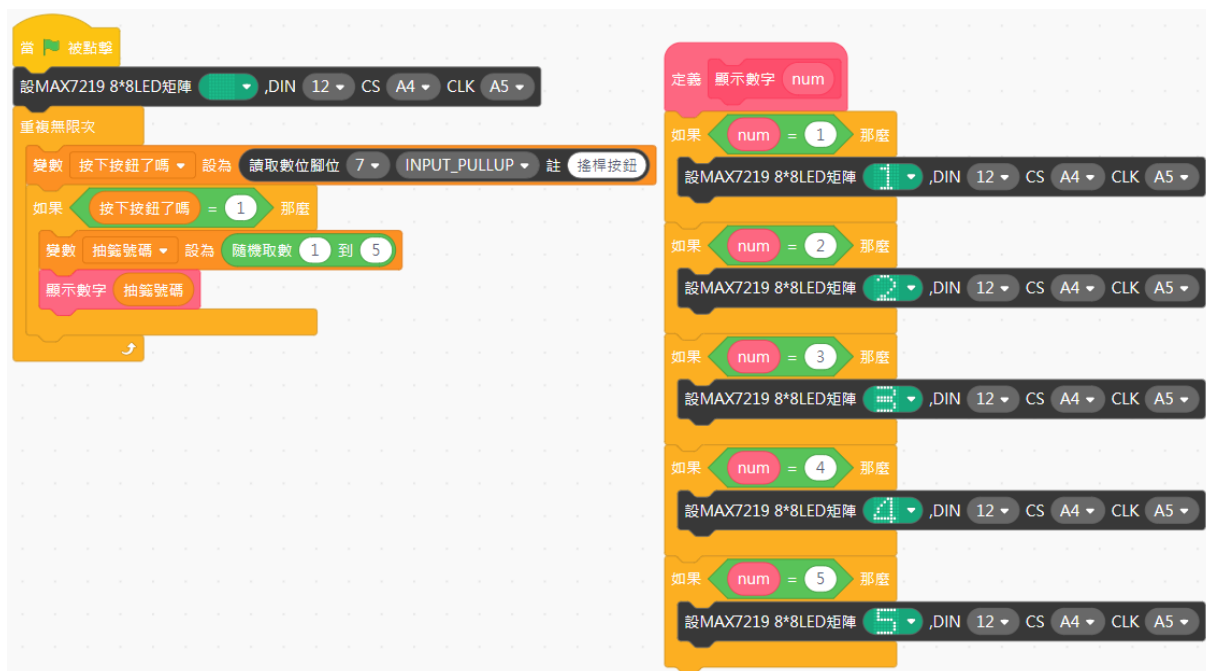 當 被點擊
設MAX7219 8*8LED矩陣 ,DIN 12 CS A4 CLK A5
重複無限次
變數 按下按鈕了嗎 設為 讀取數位腳位 7 INPUT_PULLUP 註 搖桿按鈕
如果 按下按鈕了嗎 = 1 那麼
變數 抽籤號碼 設為 隨機取數 1 到 5
顯示數字 抽籤號碼
定義 顯示數字 num
如果 num = 1 那麼
設MAX7219 8*8LED矩陣 1 ,DIN 12 CS A4 CLK A5
如果 num = 2 那麼
設MAX7219 8*8LED矩陣 2 ,DIN 12 CS A4 CLK A5
如果 num = 3 那麼
設MAX7219 8*8LED矩陣 3 ,DIN 12 CS A4 CLK A5
如果 num = 4 那麼
設MAX7219 8*8LED矩陣 4 ,DIN 12 CS A4 CLK A5
如果 num = 5 那麼
設MAX7219 8*8LED矩陣 5 ,DIN 12 CS A4 CLK A5